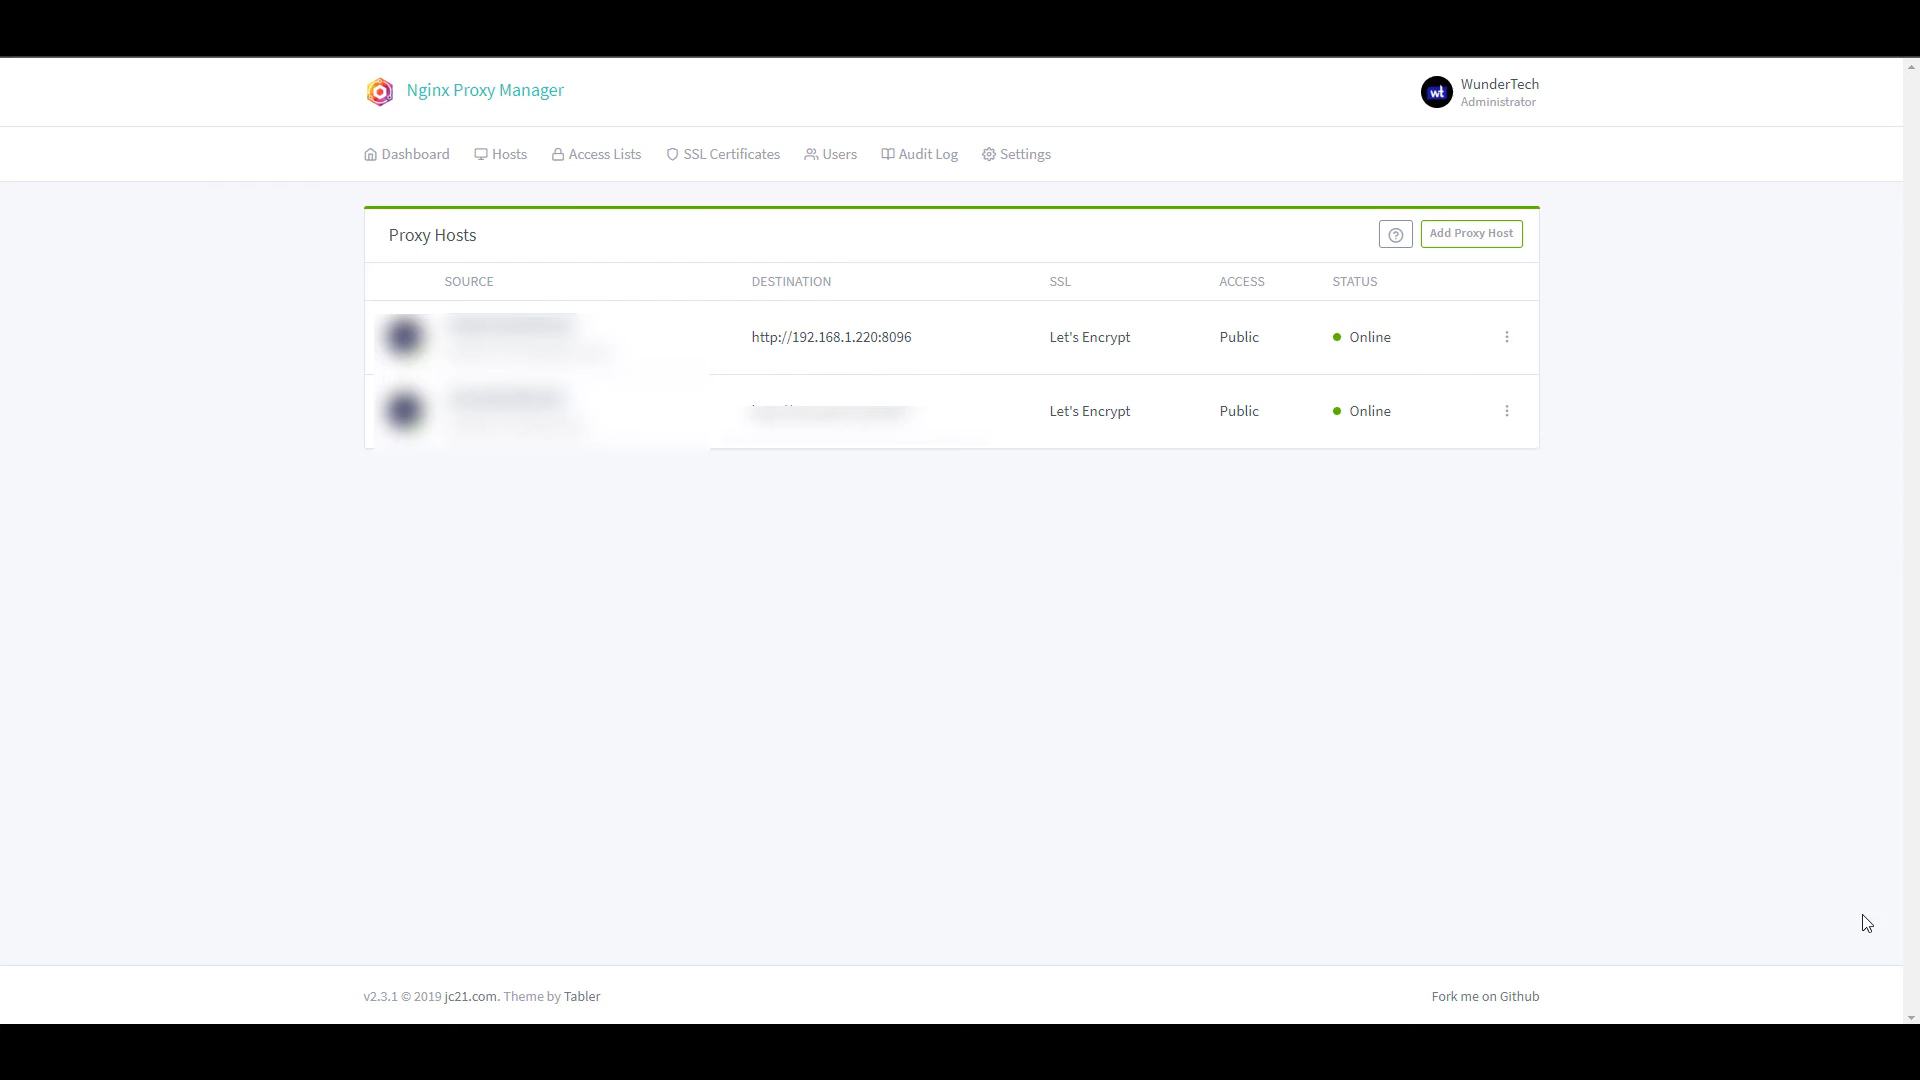 Nginx Proxy Manager
WunderTech
Administrator
Dashboard Hosts Access Lists SSL Certificates Users Audit Log Settings
Proxy Hosts
Add Proxy Host
SOURCE DESTINATION SSL ACCESS STATUS
http://192.168.1.220:8096 Let's Encrypt Public Online
Let's Encrypt Public Online
v2.3.1 © 2019 jc21.com. Theme by Tabler
Fork me on Github